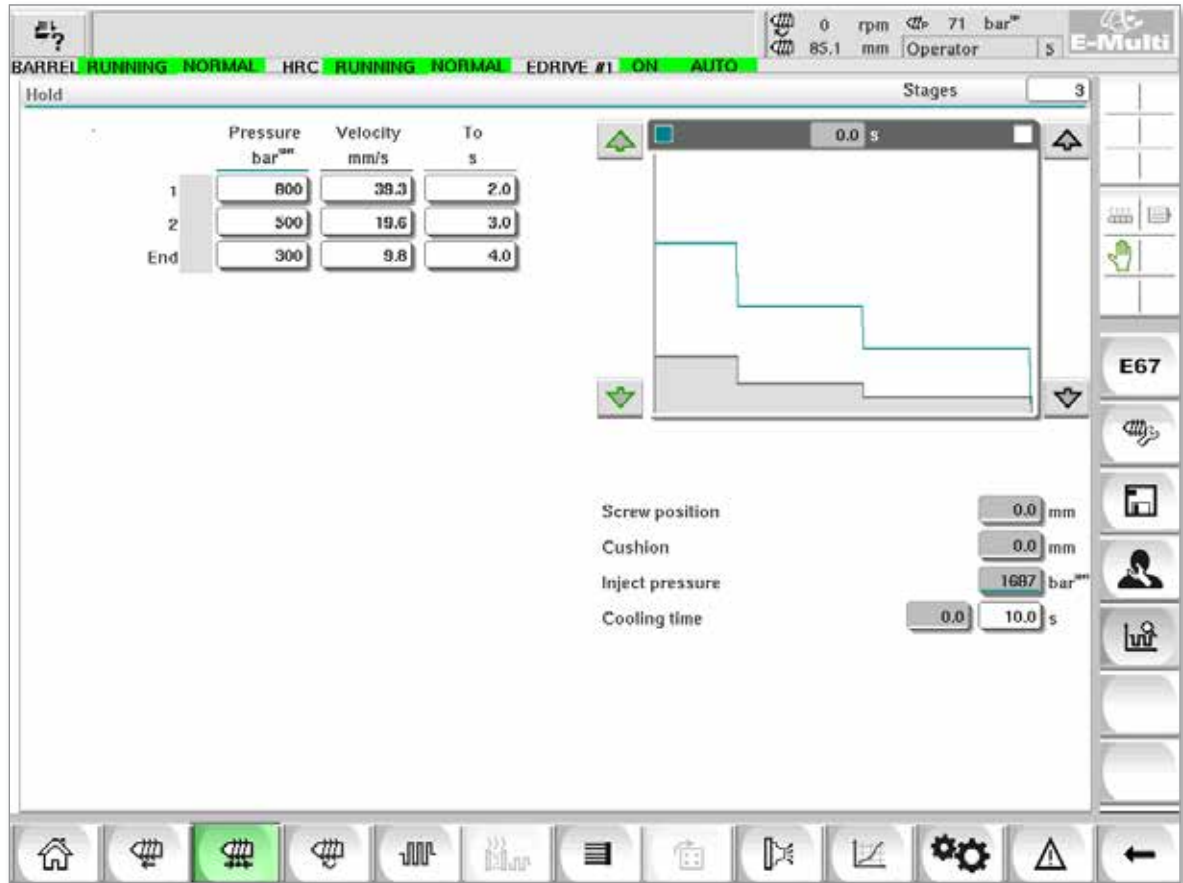 0 rpm 71 bar
85.1 mm Operator S E-Multi
BARREL RUNNING NORMAL HRC RUNNING NORMAL EDRIVE #1 ON AUTO
Hold Stages 3
Pressure Velocity To
bar mm/s s
0.0 s
1 800 39.3 2.0
2 500 19.6 3.0
End 300 9.8 4.0
E67
Screw position 0.0 mm
Cushion 0.0 mm
Inject pressure 1687 bar
Cooling time 0.0 10.0 s